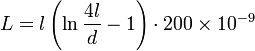 L = l \left( \ln \frac{4l}{d} - 1 \right) \cdot 200 \times 10^{-9}